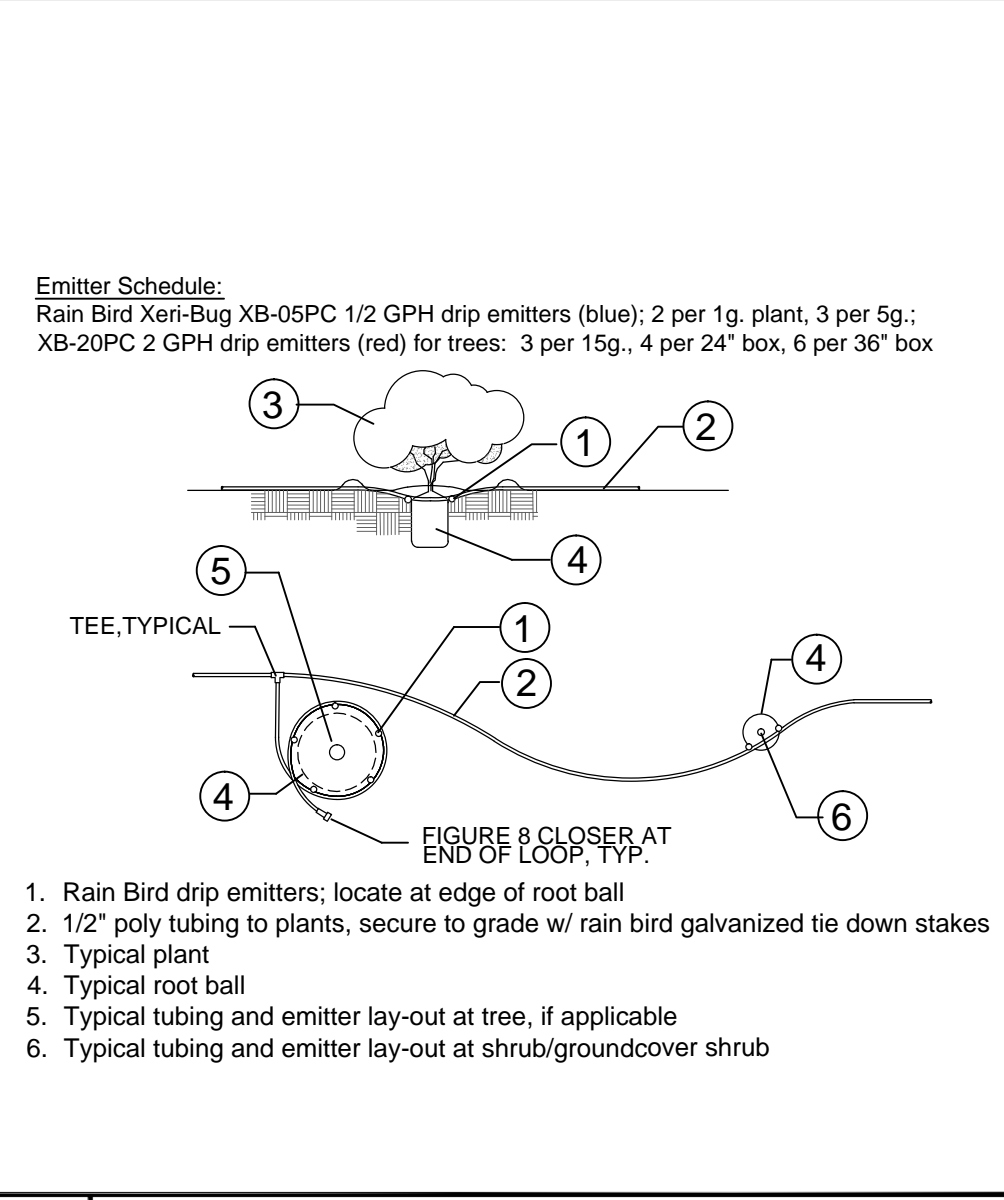 Emitter Schedule:
Rain Bird Xeri-Bug XB-05PC 1/2 GPH drip emitters (blue); 2 per 1g. plant, 3 per 5g.;
XB-20PC 2 GPH drip emitters (red) for trees:  3 per 15g., 4 per 24" box, 6 per 36" box
3
1
2
4
5
TEE,TYPICAL
1
2
4
4
6
FIGURE 8 CLOSER AT
END OF LOOP, TYP.
1. Rain Bird drip emitters; locate at edge of root ball
2. 1/2" poly tubing to plants, secure to grade w/ rain bird galvanized tie down stakes
3. Typical plant
4. Typical root ball
5. Typical tubing and emitter lay-out at tree, if applicable
6. Typical tubing and emitter lay-out at shrub/groundcover shrub